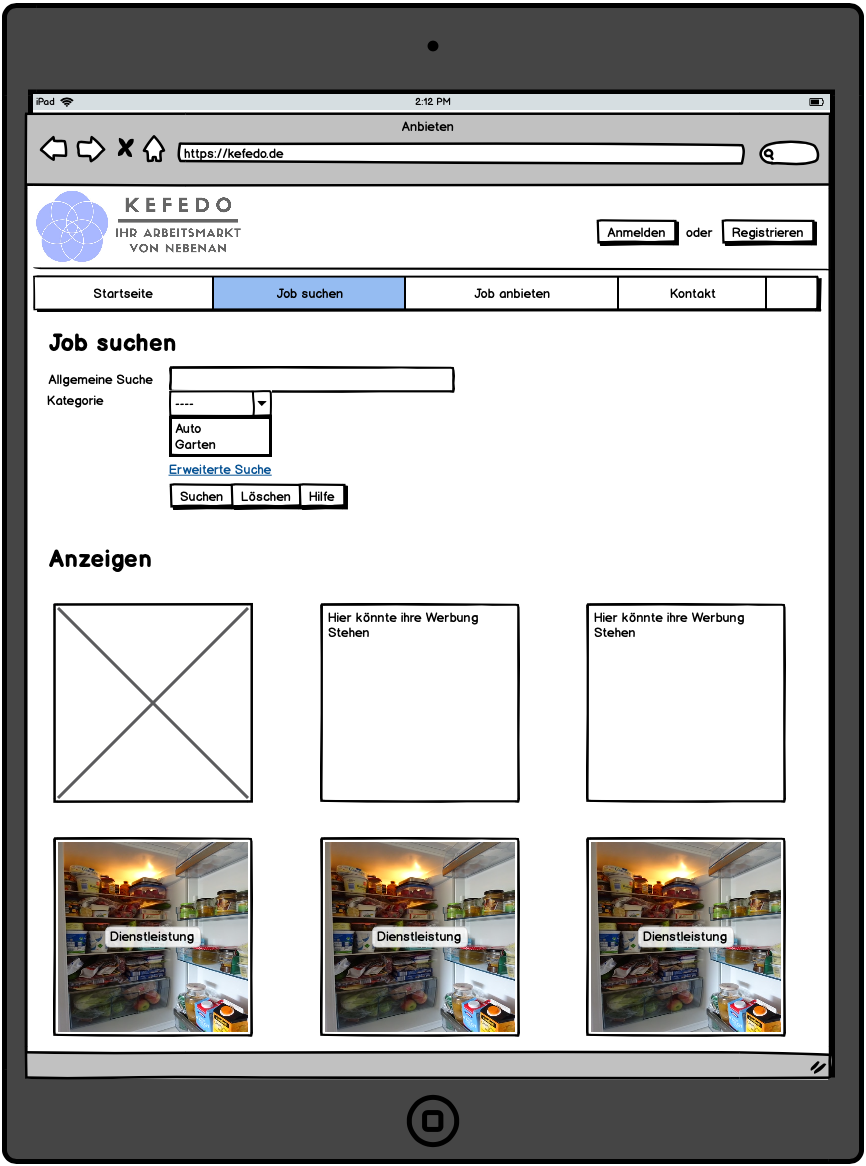 iPad
2:12 PM
Anbieten
https://kefedo.de
KEFEDO
IHR ARBEITSMARKT
VON NEBENAN
Anmelden oder Registrieren
Startseite Job suchen Job anbieten Kontakt
Job suchen
Allgemeine Suche
Kategorie ----
Auto
Garten
Erweiterte Suche
Suchen Löschen Hilfe
Anzeigen
Hier könnte ihre Werbung
Stehen
Hier könnte ihre Werbung
Stehen
Dienstleistung
Dienstleistung
Dienstleistung